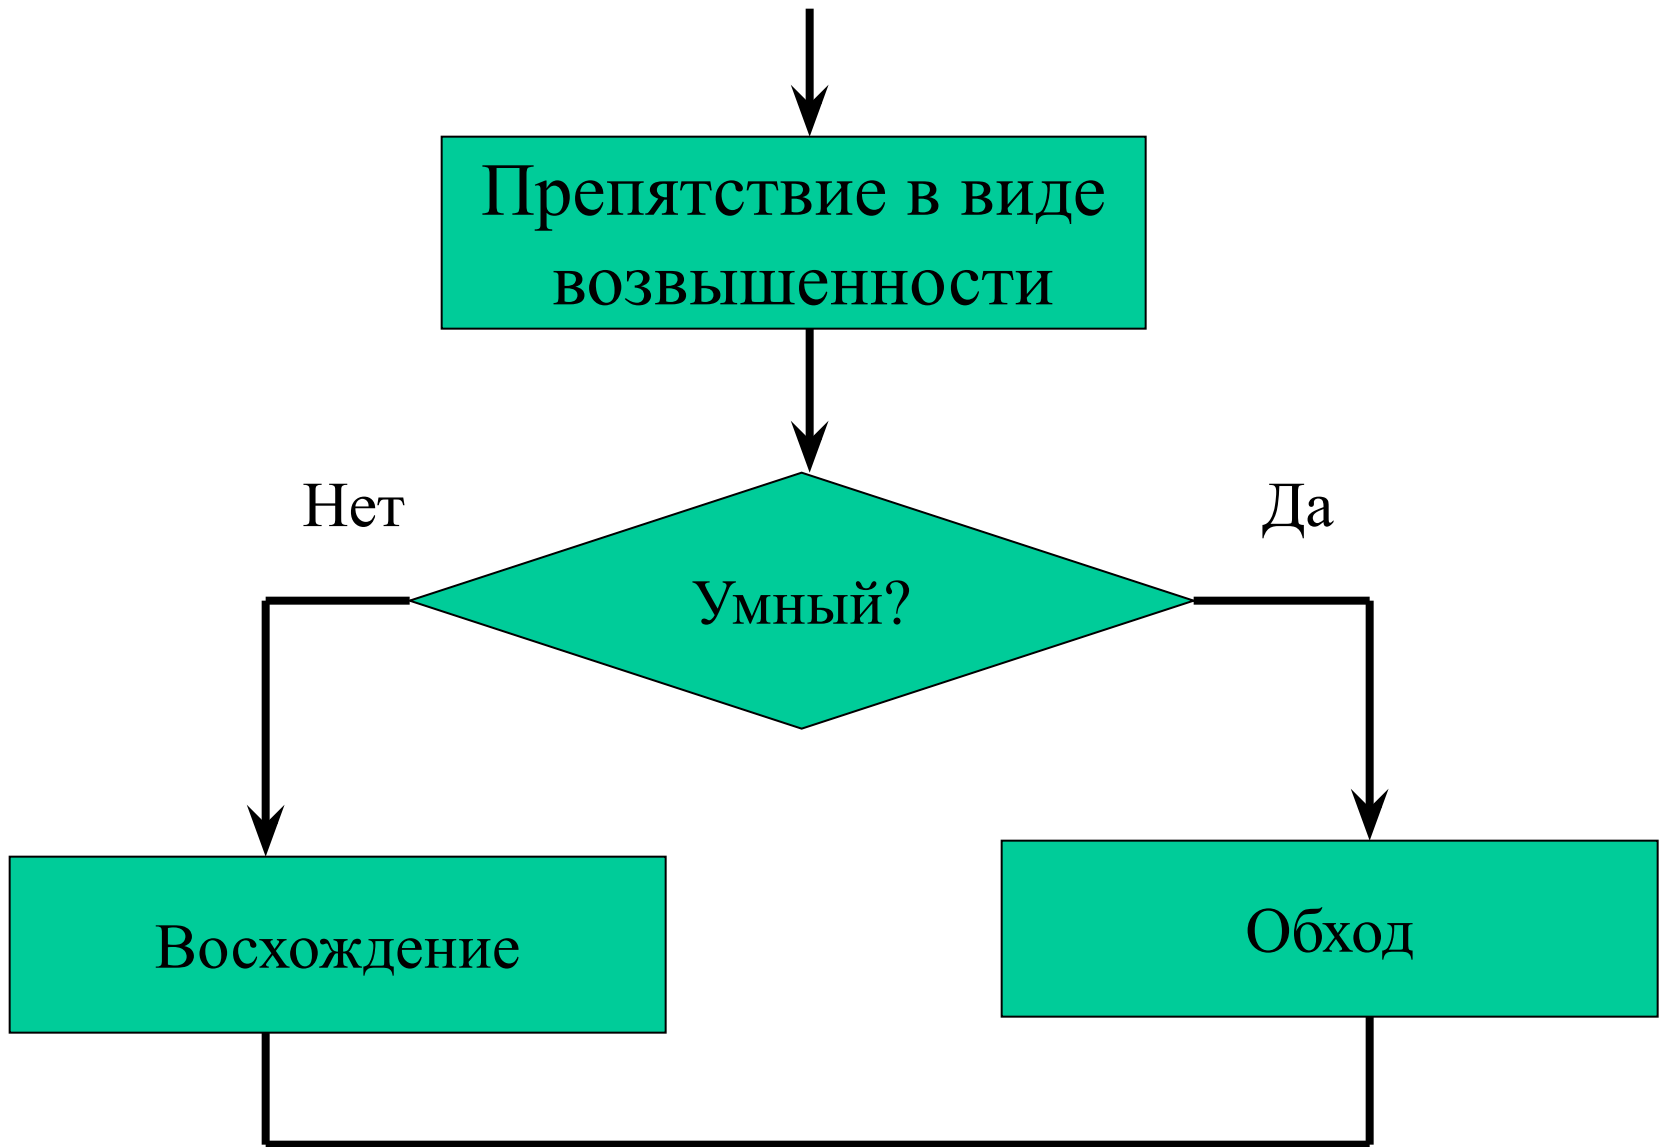 Препятствие в виде
возвышенности
Нет
Да
Умный?
Восхождение
Обход